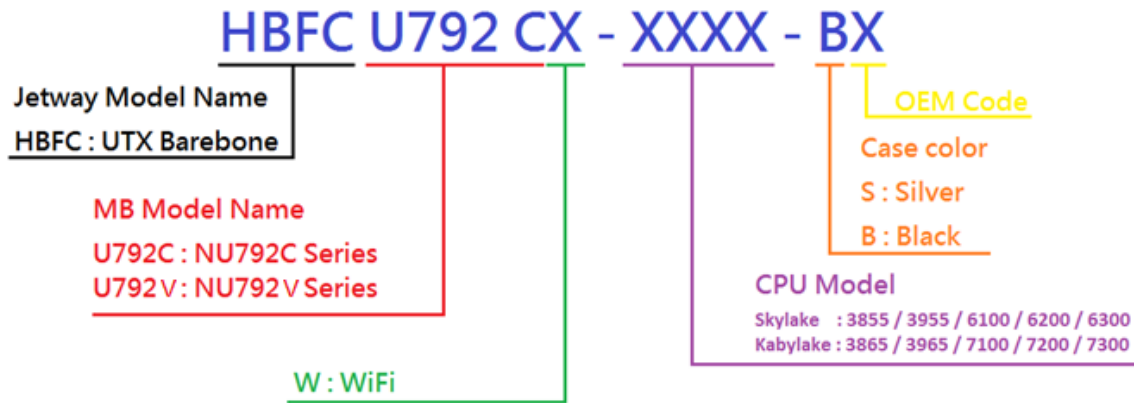 HBFC U792 CX - XXXX - BX
Jetway Model Name
HBFC : UTX Barebone
OEM Code
Case color
S : Silver
B : Black
MB Model Name
U792C : NU792C Series
U792V : NU792V Series
CPU Model
Skylake : 3855 / 3955 / 6100 / 6200 / 6300
Kabylake : 3865 / 3965 / 7100 / 7200 / 7300
W : WiFi